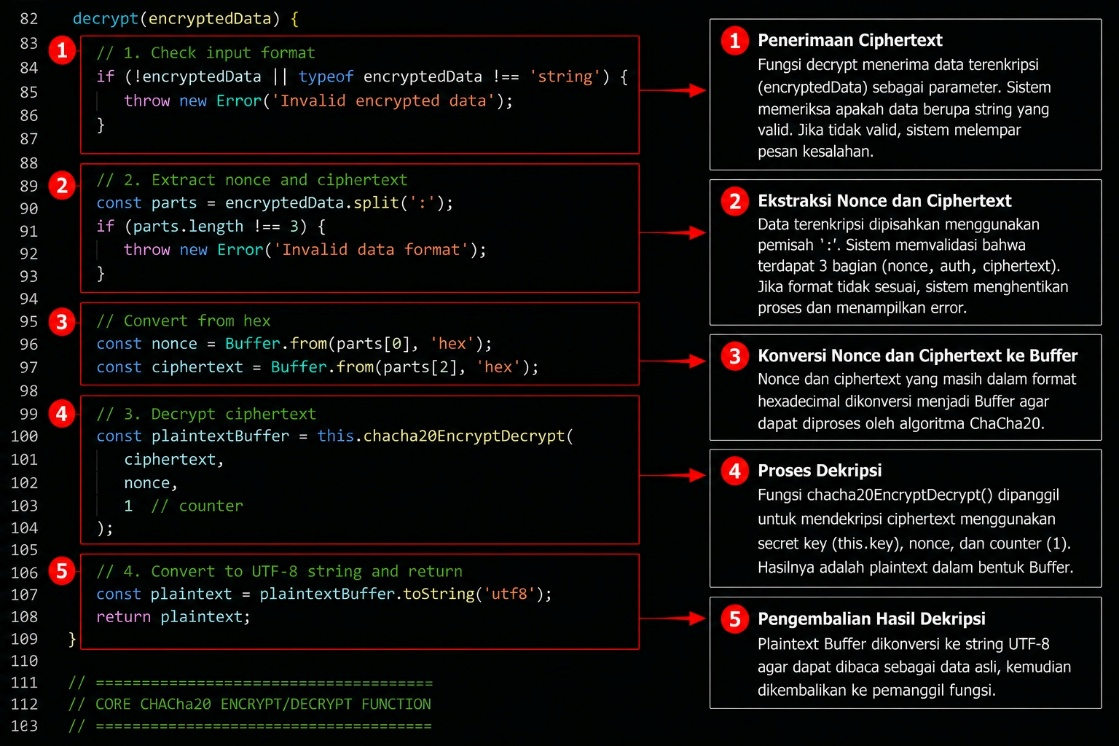 82 decrypt(encryptedData) {
83
1 // 1. Check input format
84 if (!encryptedData || typeof encryptedData !== 'string') {
85 throw new Error('Invalid encrypted data');
86 }
87
88
2
89 // 2. Extract nonce and ciphertext
90 const parts = encryptedData.split(':');
91 if (parts.length !== 3) {
92 throw new Error('Invalid data format');
93 }
94
3
95 // Convert from hex
96 const nonce = Buffer.from(parts[0], 'hex');
97 const ciphertext = Buffer.from(parts[2], 'hex');
98
4
99 // 3. Decrypt ciphertext
100 const plaintextBuffer = this.chacha20EncryptDecrypt(
101 ciphertext,
102 nonce,
103 1 // counter
104 );
105
5
106 // 4. Convert to UTF-8 string and return
107 const plaintext = plaintextBuffer.toString('utf8');
108 return plaintext;
109 }
110
111 // =====================================
112 // CORE CHACha20 ENCRYPT/DECRYPT FUNCTION
103 // =====================================
1 Penerimaan Ciphertext
Fungsi decrypt menerima data terenkripsi
(encryptedData) sebagai parameter. Sistem
memeriksa apakah data berupa string yang
valid. Jika tidak valid, sistem melempar
pesan kesalahan.
2 Ekstraksi Nonce dan Ciphertext
Data terenkripsi dipisahkan menggunakan
pemisah ':'. Sistem memvalidasi bahwa
terdapat 3 bagian (nonce, auth, ciphertext).
Jika format tidak sesuai, sistem menghentikan
proses dan menampilkan error.
3 Konversi Nonce dan Ciphertext ke Buffer
Nonce dan ciphertext yang masih dalam format
hexadecimal dikonversi menjadi Buffer agar
dapat diproses oleh algoritma ChaCha20.
4 Proses Dekripsi
Fungsi chacha20EncryptDecrypt() dipanggil
untuk mendekripsi ciphertext menggunakan
secret key (this.key), nonce, dan counter (1).
Hasilnya adalah plaintext dalam bentuk Buffer.
5 Pengembalian Hasil Dekripsi
Plaintext Buffer dikonversi ke string UTF-8
agar dapat dibaca sebagai data asli, kemudian
dikembalikan ke pemanggil fungsi.